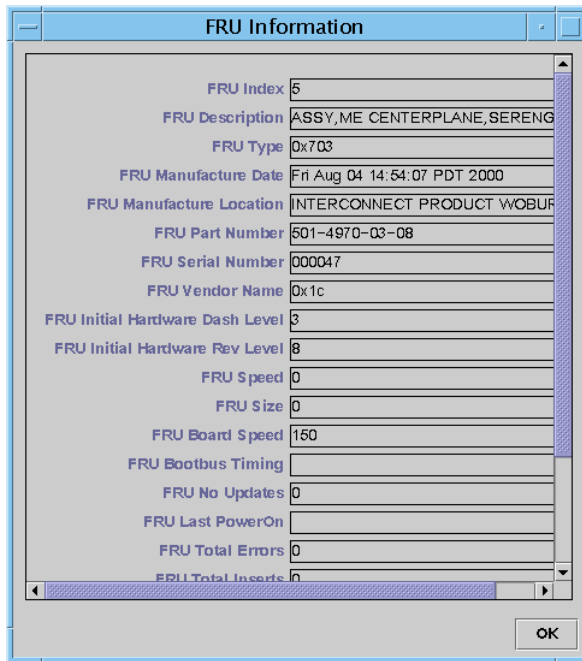 FRU Information
FRU Index 5
FRU Description ASSY,ME CENTERPLANE,SERENG
FRU Type 0x703
FRU Manufacture Date Fri Aug 04 14:54:07 PDT 2000
FRU Manufacture Location INTERCONNECT PRODUCT WOBUR
FRU Part Number 501-4970-03-08
FRU Serial Number 000047
FRU Vendor Name 0x1c
FRU Initial Hardware Dash Level 3
FRU Initial Hardware Rev Level 8
FRU Speed 0
FRU Size 0
FRU Board Speed 150
FRU Bootbus Timing
FRU No Updates 0
FRU Last PowerOn
FRU Total Errors 0
FRU Total Inserts 0
OK